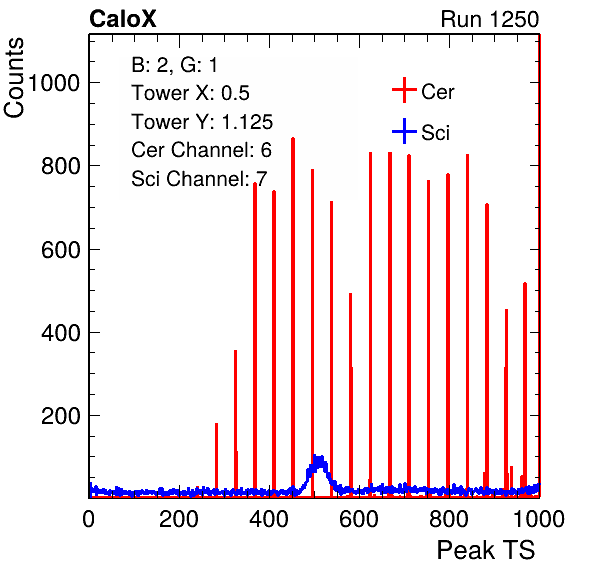 CaloX Run 1250
Counts
1000
800
600
400
200
B: 2, G: 1
Tower X: 0.5
Tower Y: 1.125
Cer Channel: 6
Sci Channel: 7
Cer
Sci
0 200 400 600 800 1000
Peak TS